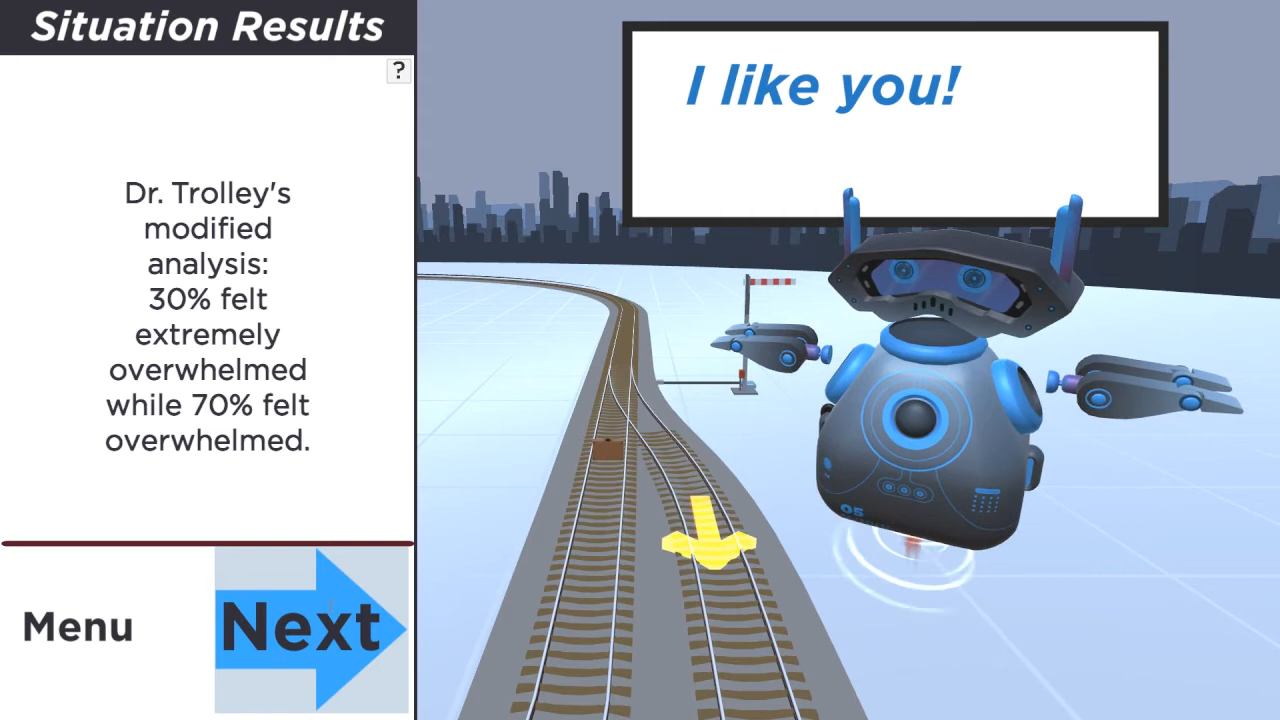 Situation Results
?
Dr. Trolley's
modified
analysis:
30% felt
extremely
overwhelmed
while 70% felt
overwhelmed.
Menu
Next
I like you!
05